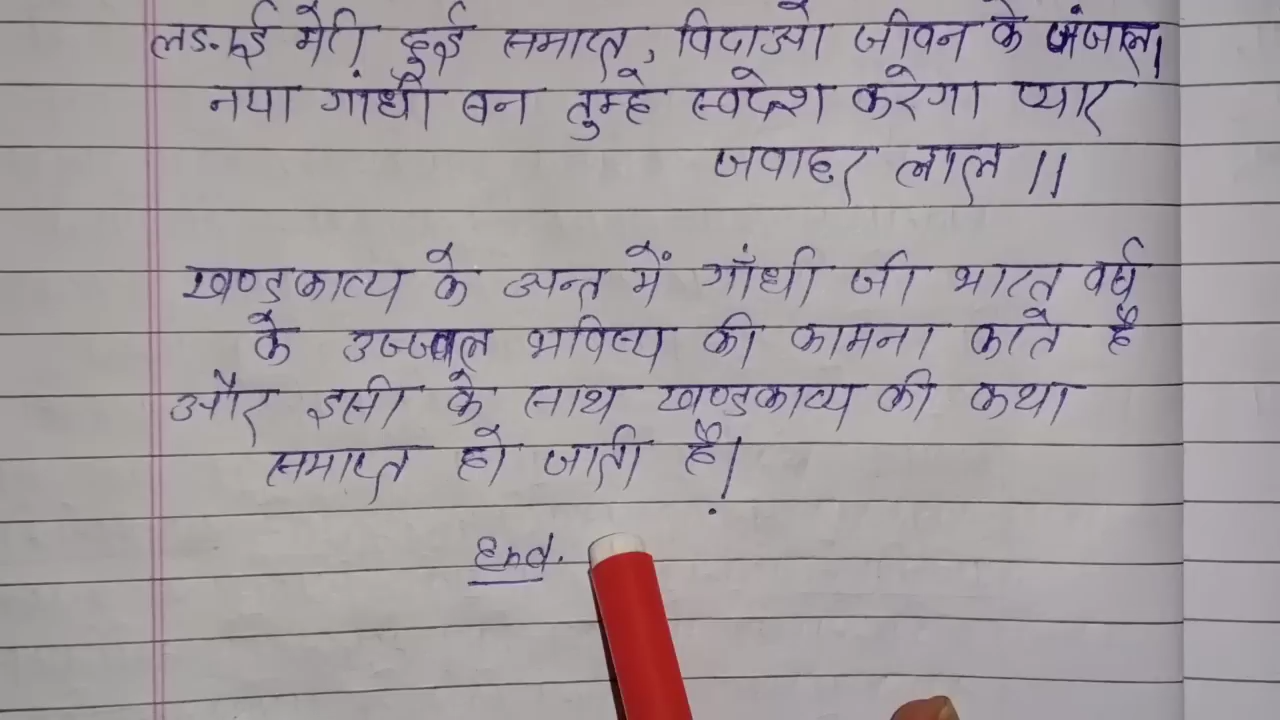 लडाई मेरी हुई समाप्त, विदाओ जीवन के जंजाल।
नया गांधी बन तुम्हे स्वदेश करेगा प्यार
जवाहर लाल ।।
खण्डकाव्य के अन्त में गाँधी जी भारत वर्ष
के उज्जवल भविष्य की कामना करते है
और इसी के साथ खण्डकाव्य की कथा
समाप्त हो जाती है।
End.